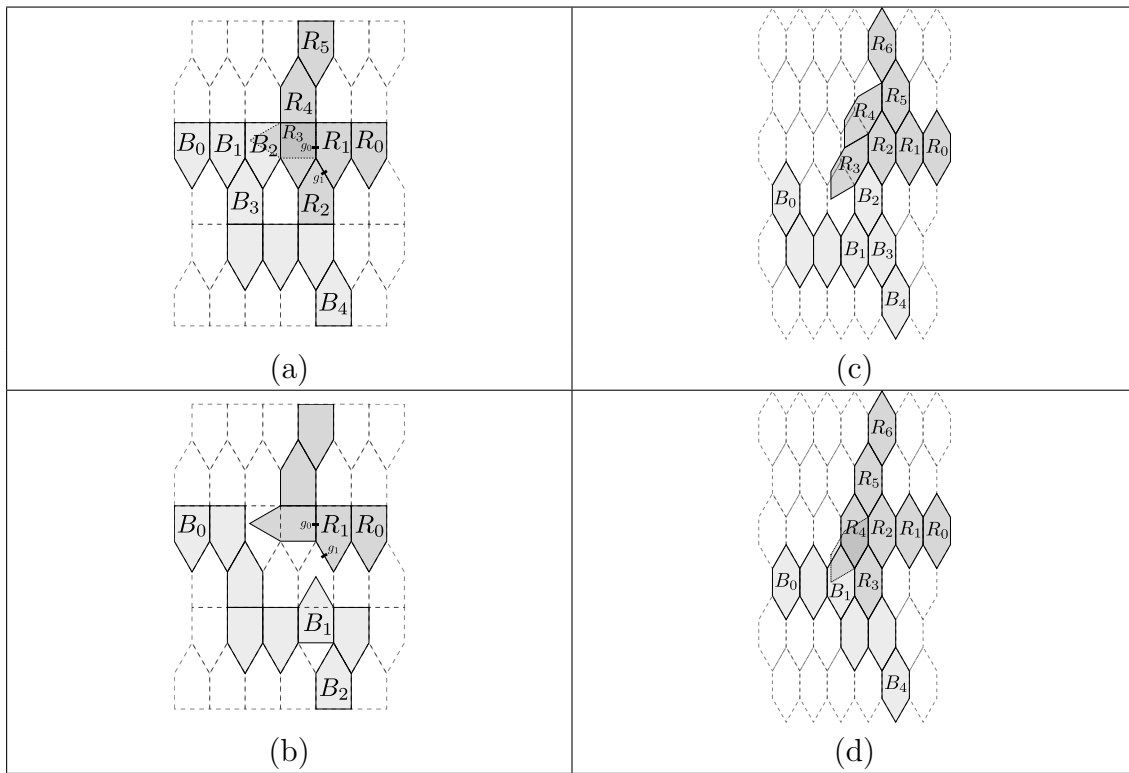 R5
R4
B0 B1 B2 R3 g0 R1 R0
g1
B3 R2
B4
(a)
R6
R5
R4
R2 R1 R0
R3
B0 B2
B1 B3
B4
(c)
B0 g0 R1 R0
g1
B1
B2
(b)
R6
R5
R4 R2 R1 R0
B0 B1 R3
B4
(d)